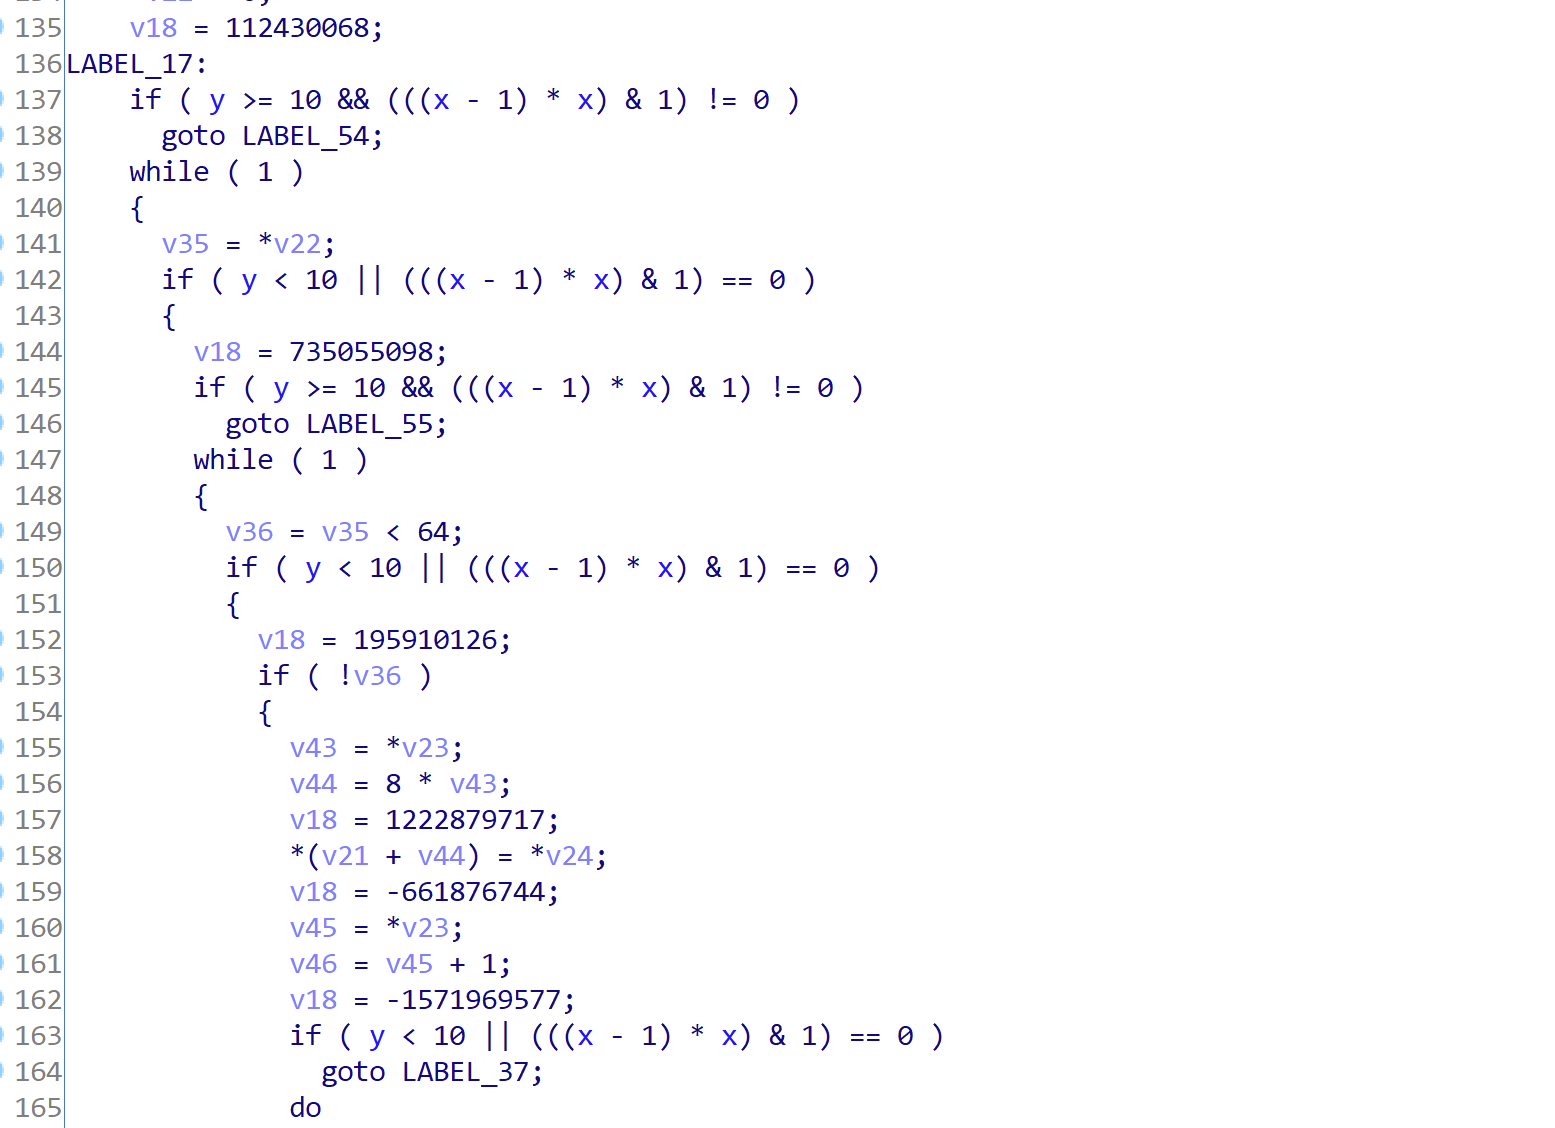 135    v18 = 112430068;
136LABEL_17:
137    if ( y >= 10 && (((x - 1) * x) & 1) != 0 )
138      goto LABEL_54;
139    while ( 1 )
140    {
141      v35 = *v22;
142      if ( y < 10 || (((x - 1) * x) & 1) == 0 )
143      {
144        v18 = 735055098;
145        if ( y >= 10 && (((x - 1) * x) & 1) != 0 )
146          goto LABEL_55;
147        while ( 1 )
148        {
149          v36 = v35 < 64;
150          if ( y < 10 || (((x - 1) * x) & 1) == 0 )
151          {
152            v18 = 195910126;
153            if ( !v36 )
154            {
155              v43 = *v23;
156              v44 = 8 * v43;
157              v18 = 1222879717;
158              *(v21 + v44) = *v24;
159              v18 = -661876744;
160              v45 = *v23;
161              v46 = v45 + 1;
162              v18 = -1571969577;
163              if ( y < 10 || (((x - 1) * x) & 1) == 0 )
164                goto LABEL_37;
165              do